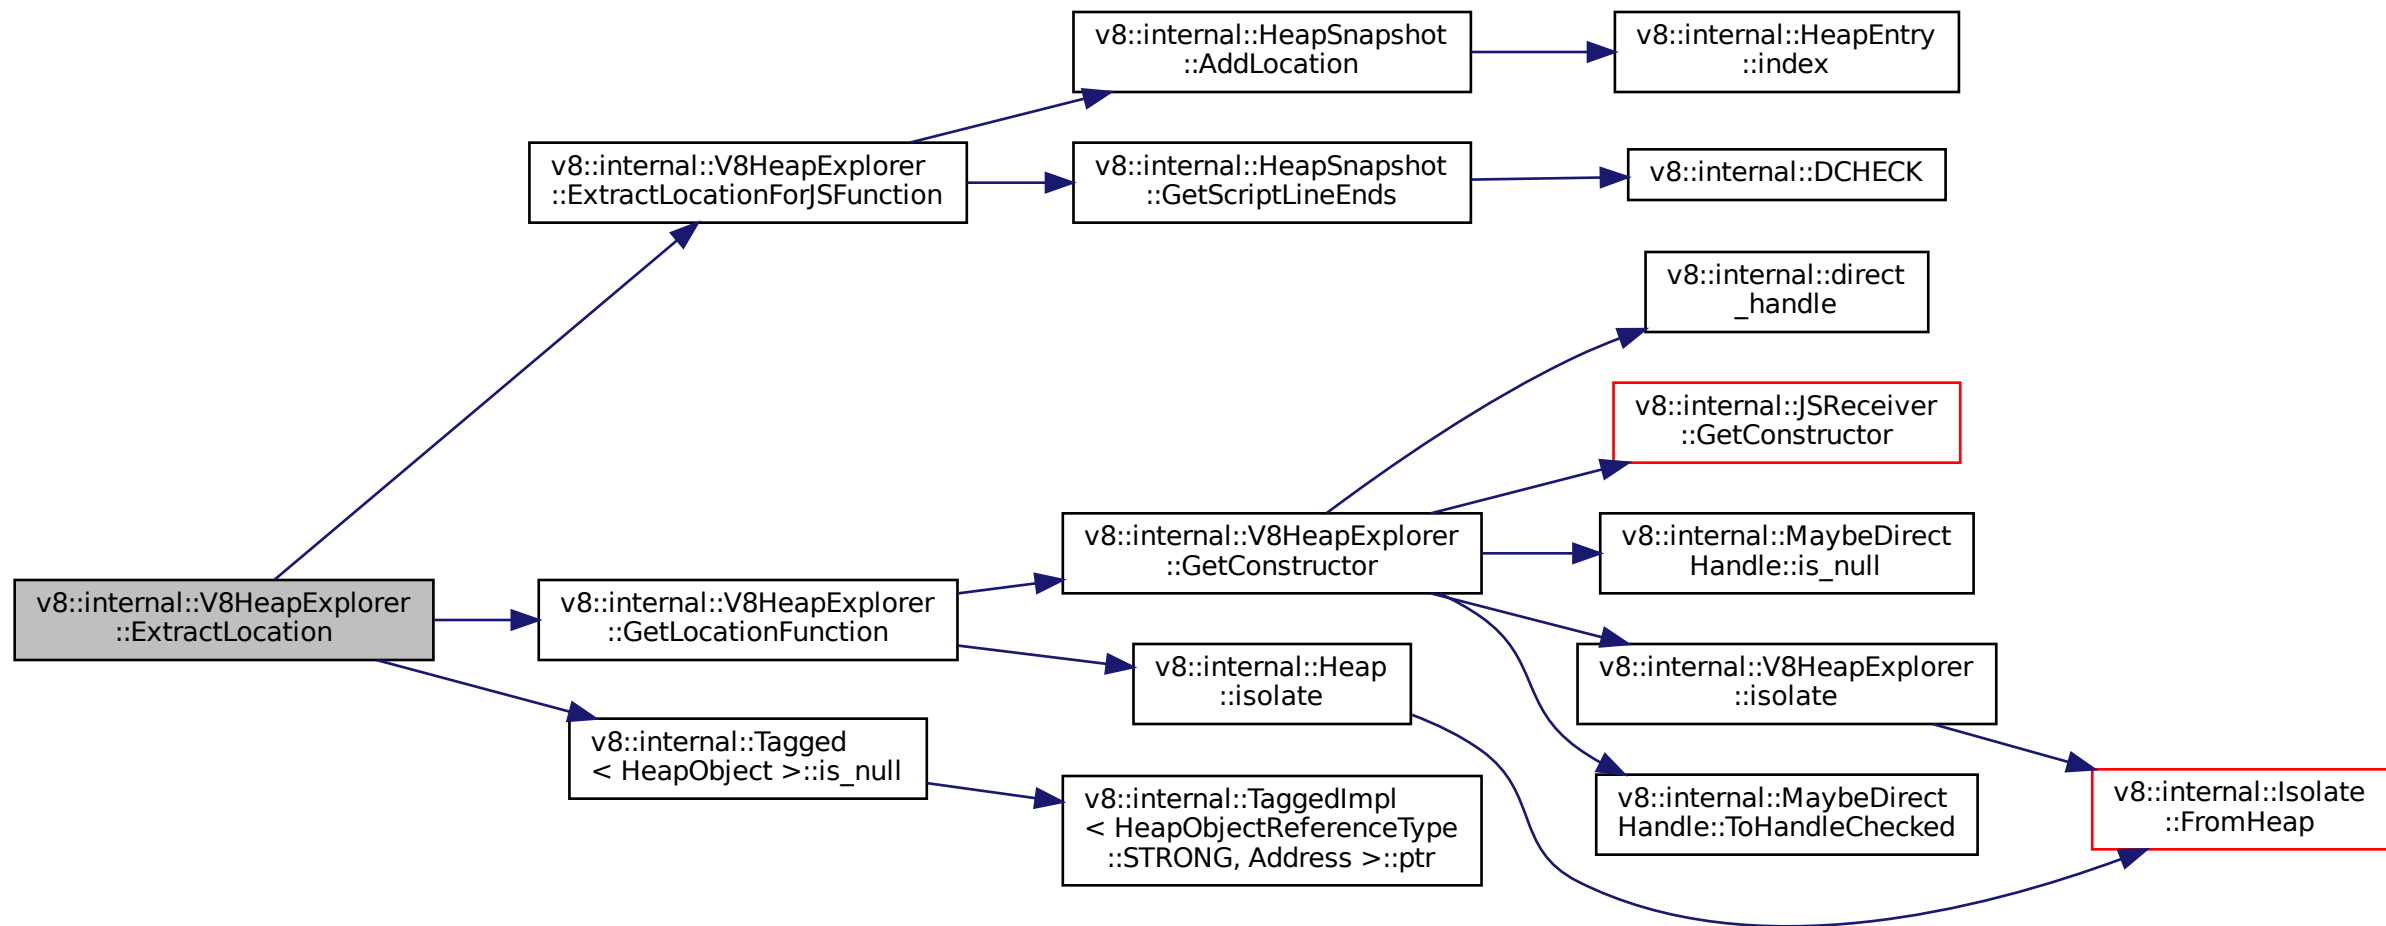 v8::internal::V8HeapExplorer
::ExtractLocation
v8::internal::V8HeapExplorer
::ExtractLocationForJSFunction
v8::internal::HeapSnapshot
::AddLocation
v8::internal::HeapEntry
::index
v8::internal::HeapSnapshot
::GetScriptLineEnds
v8::internal::DCHECK
v8::internal::V8HeapExplorer
::GetLocationFunction
v8::internal::V8HeapExplorer
::GetConstructor
v8::internal::direct
_handle
v8::internal::JSReceiver
::GetConstructor
v8::internal::MaybeDirect
Handle::is_null
v8::internal::V8HeapExplorer
::isolate
v8::internal::MaybeDirect
Handle::ToHandleChecked
v8::internal::Heap
::isolate
v8::internal::Isolate
::FromHeap
v8::internal::Tagged
< HeapObject >::is_null
v8::internal::TaggedImpl
< HeapObjectReferenceType
::STRONG, Address >::ptr